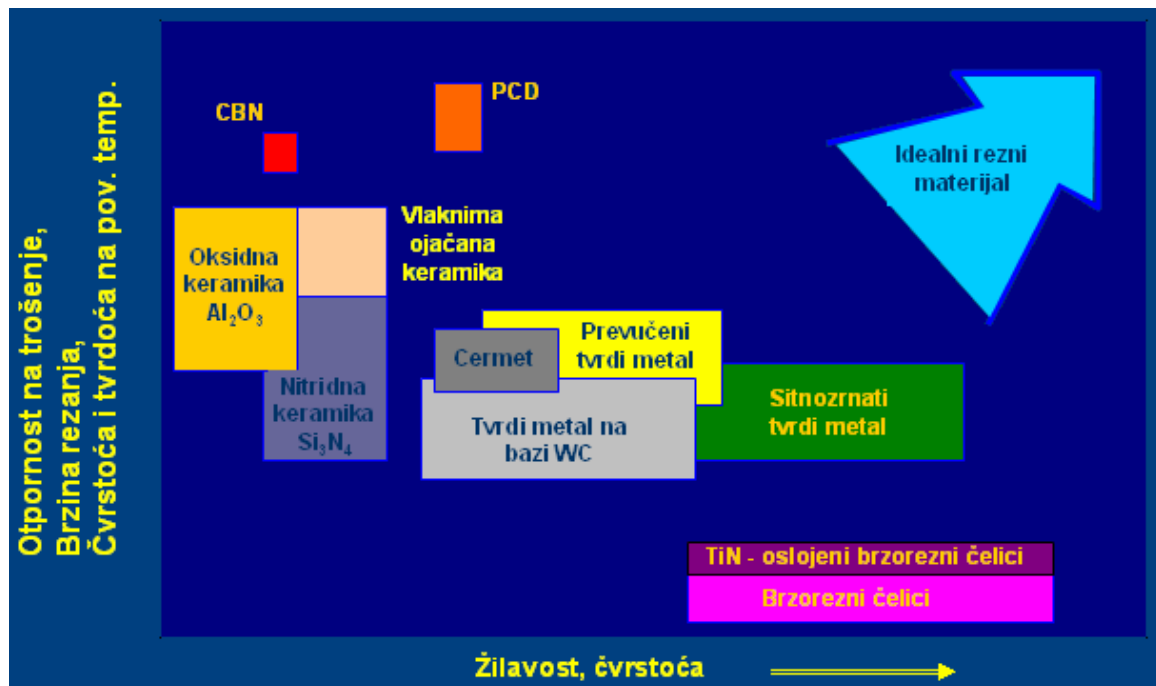 Otpornost na trošenje,
Brzina rezanja,
Čvrstoća i tvrdoća na pov. temp.
CBN
PCD
Idealni rezni
materijal
Vlaknima
ojačana
keramika
Oksidna
keramika
Al₂O₃
Prevučeni
tvrdi metal
Cermet
Nitridna
keramika
Si₃N₄
Tvrdi metal na
bazi WC
Sitnozrnati
tvrdi metal
TiN - oslojeni brzorezni čelici
Brzorezni čelici
Žilavost, čvrstoća